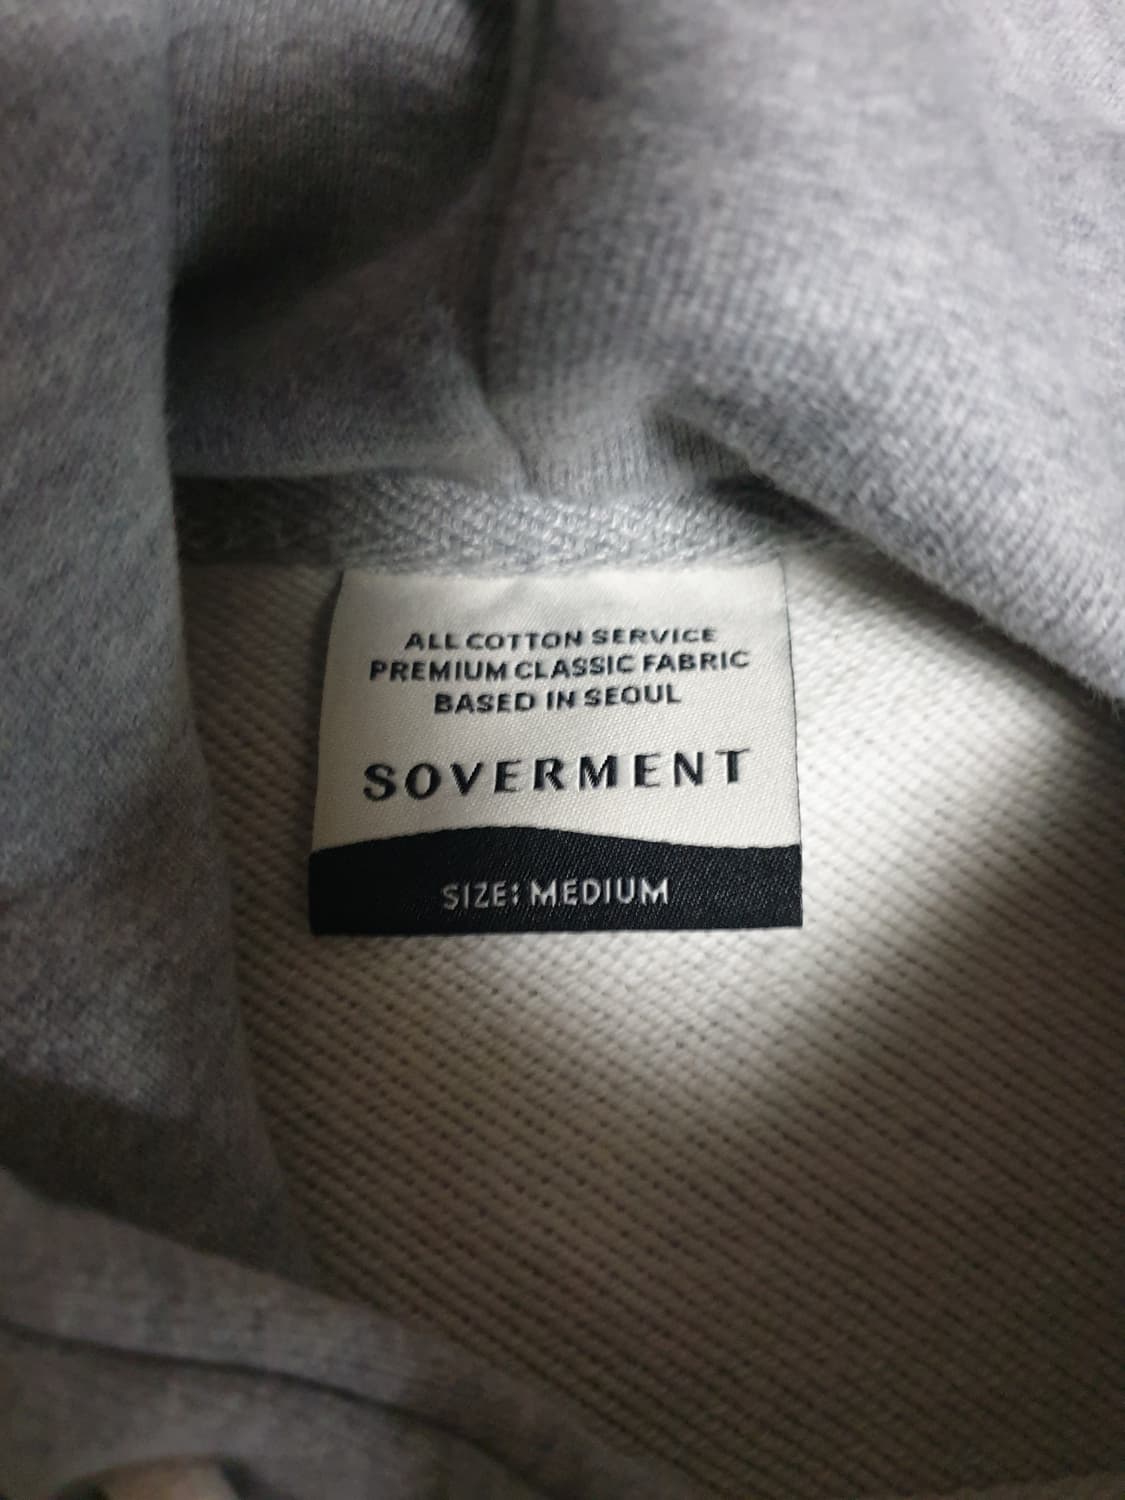 ALL COTTON SERVICE
PREMIUM CLASSIC FABRIC
BASED IN SEOUL
SOVERMENT
SIZE: MEDIUM